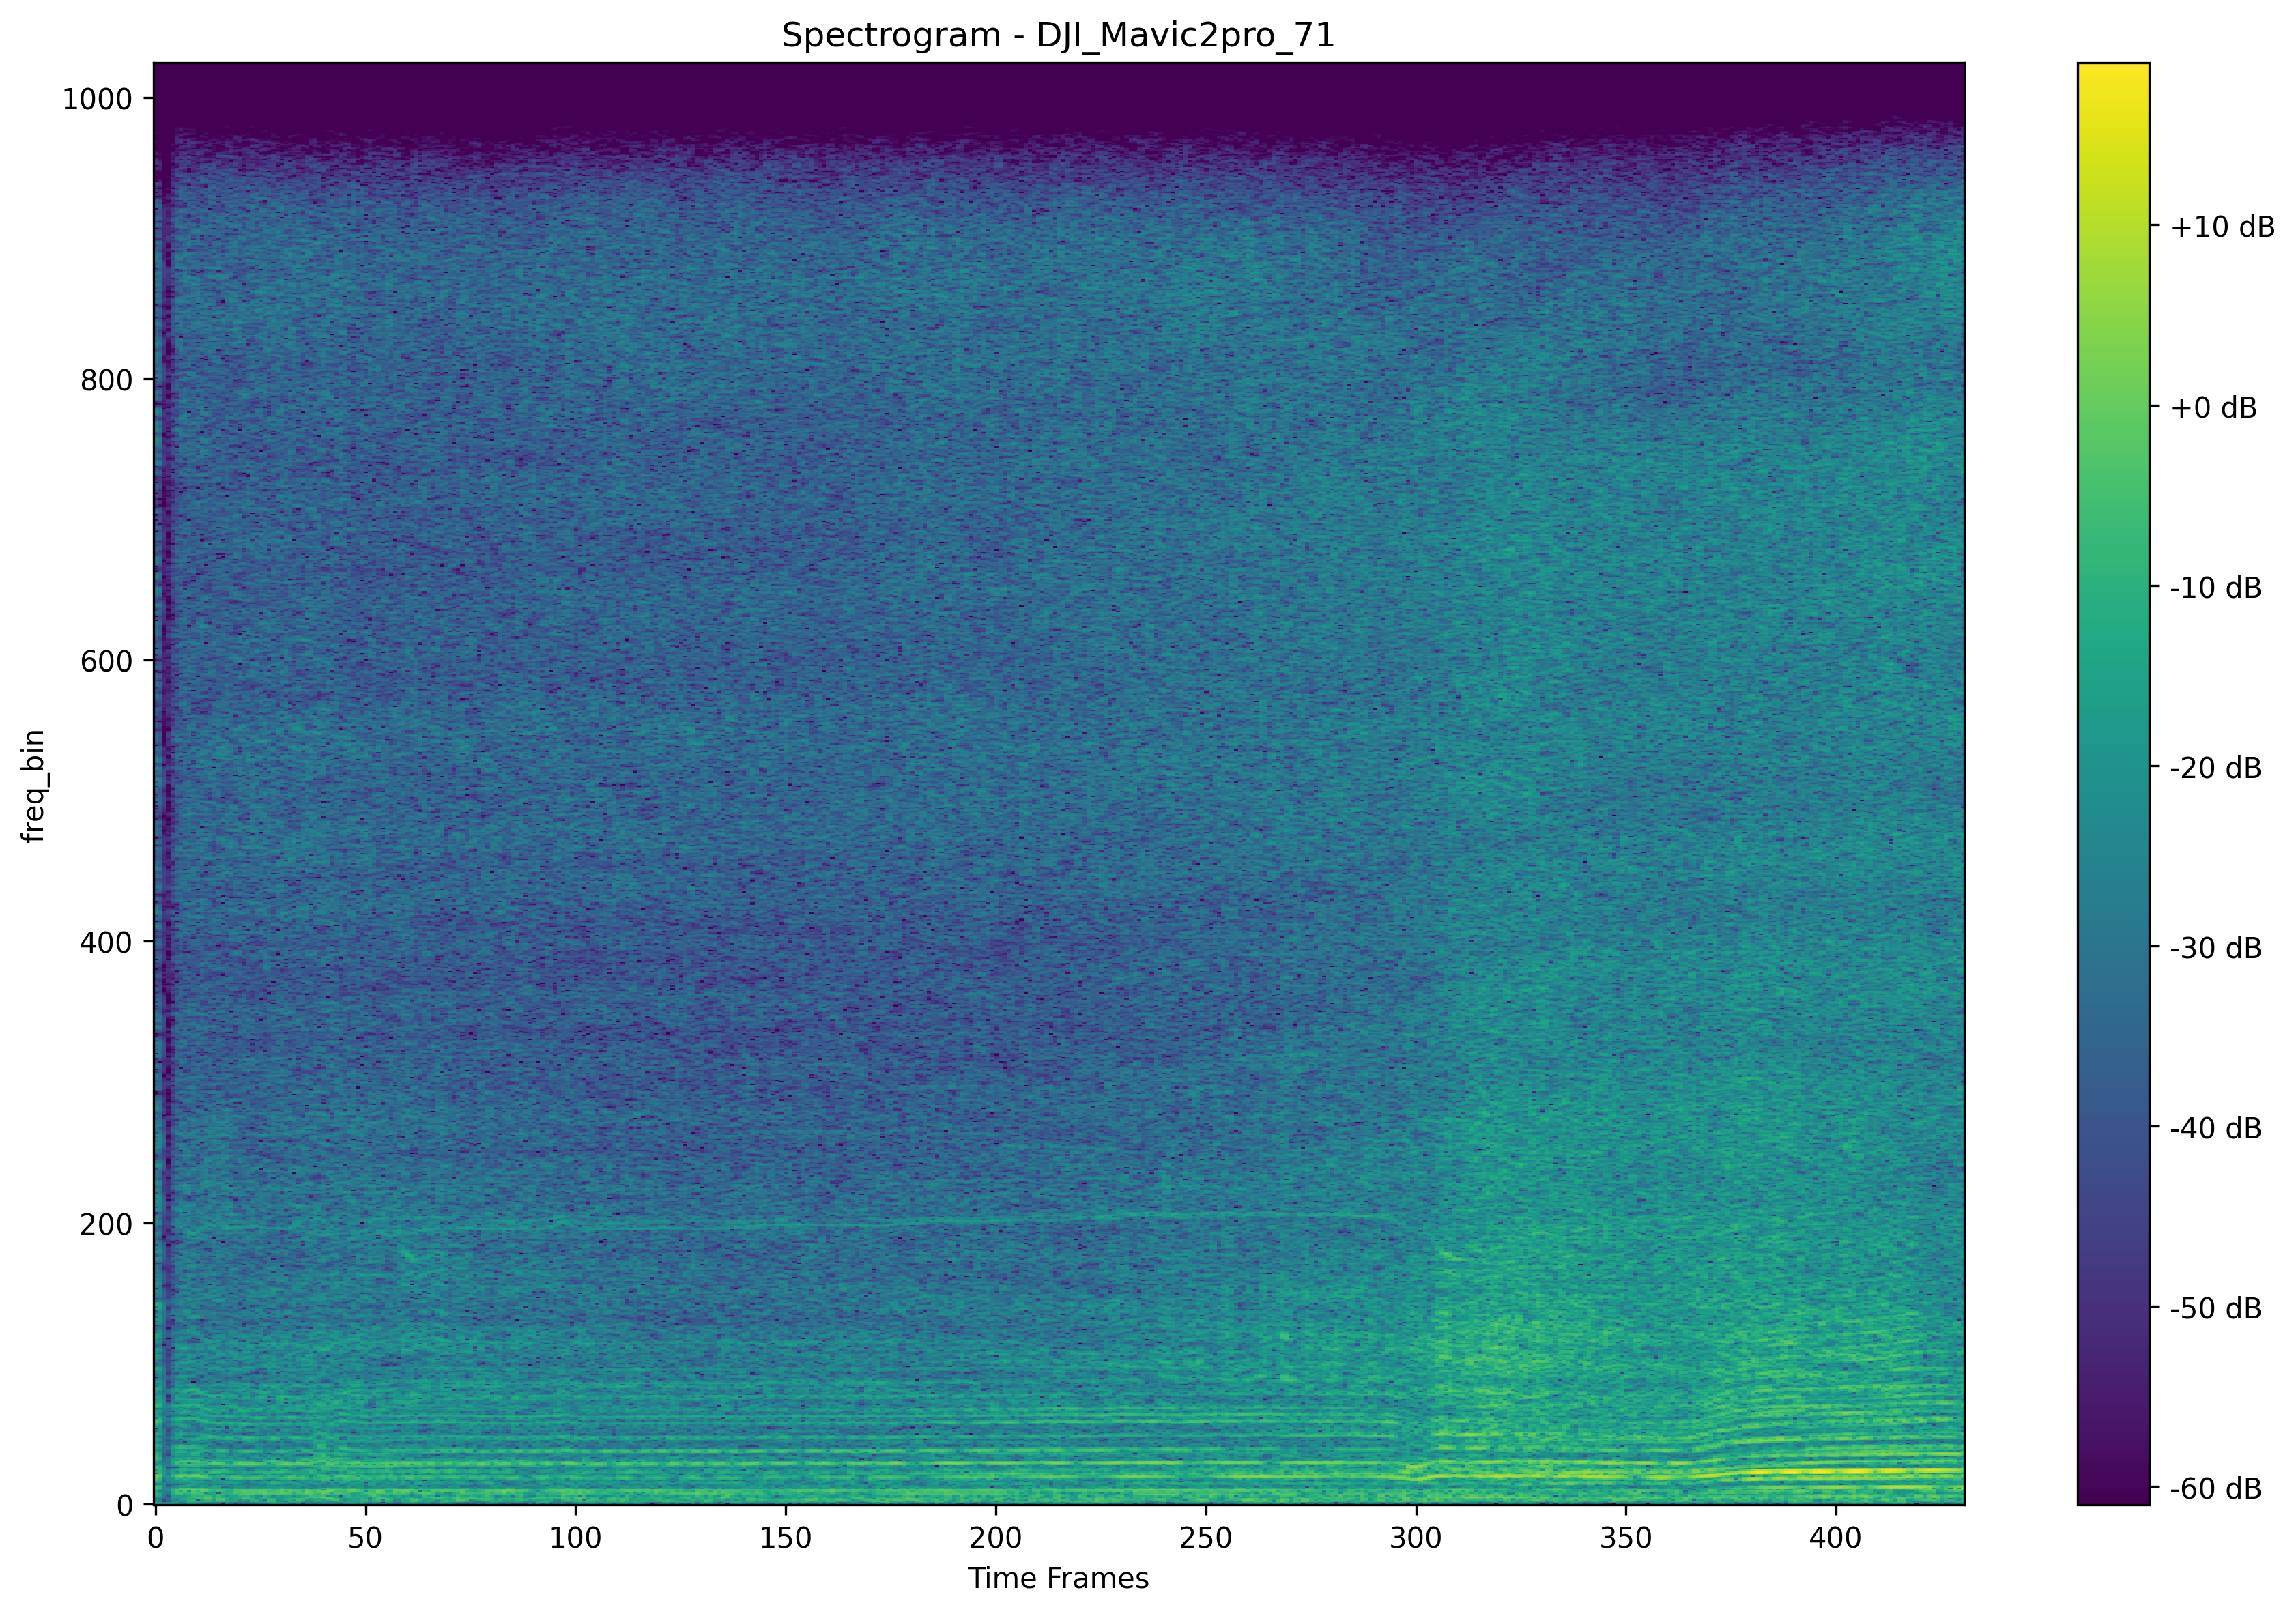 Spectrogram - DJI_Mavic2pro_71
freq_bin
1000
800
600
400
200
0
0 50 100 150 200 250 300 350 400
Time Frames
+10 dB
+0 dB
-10 dB
-20 dB
-30 dB
-40 dB
-50 dB
-60 dB